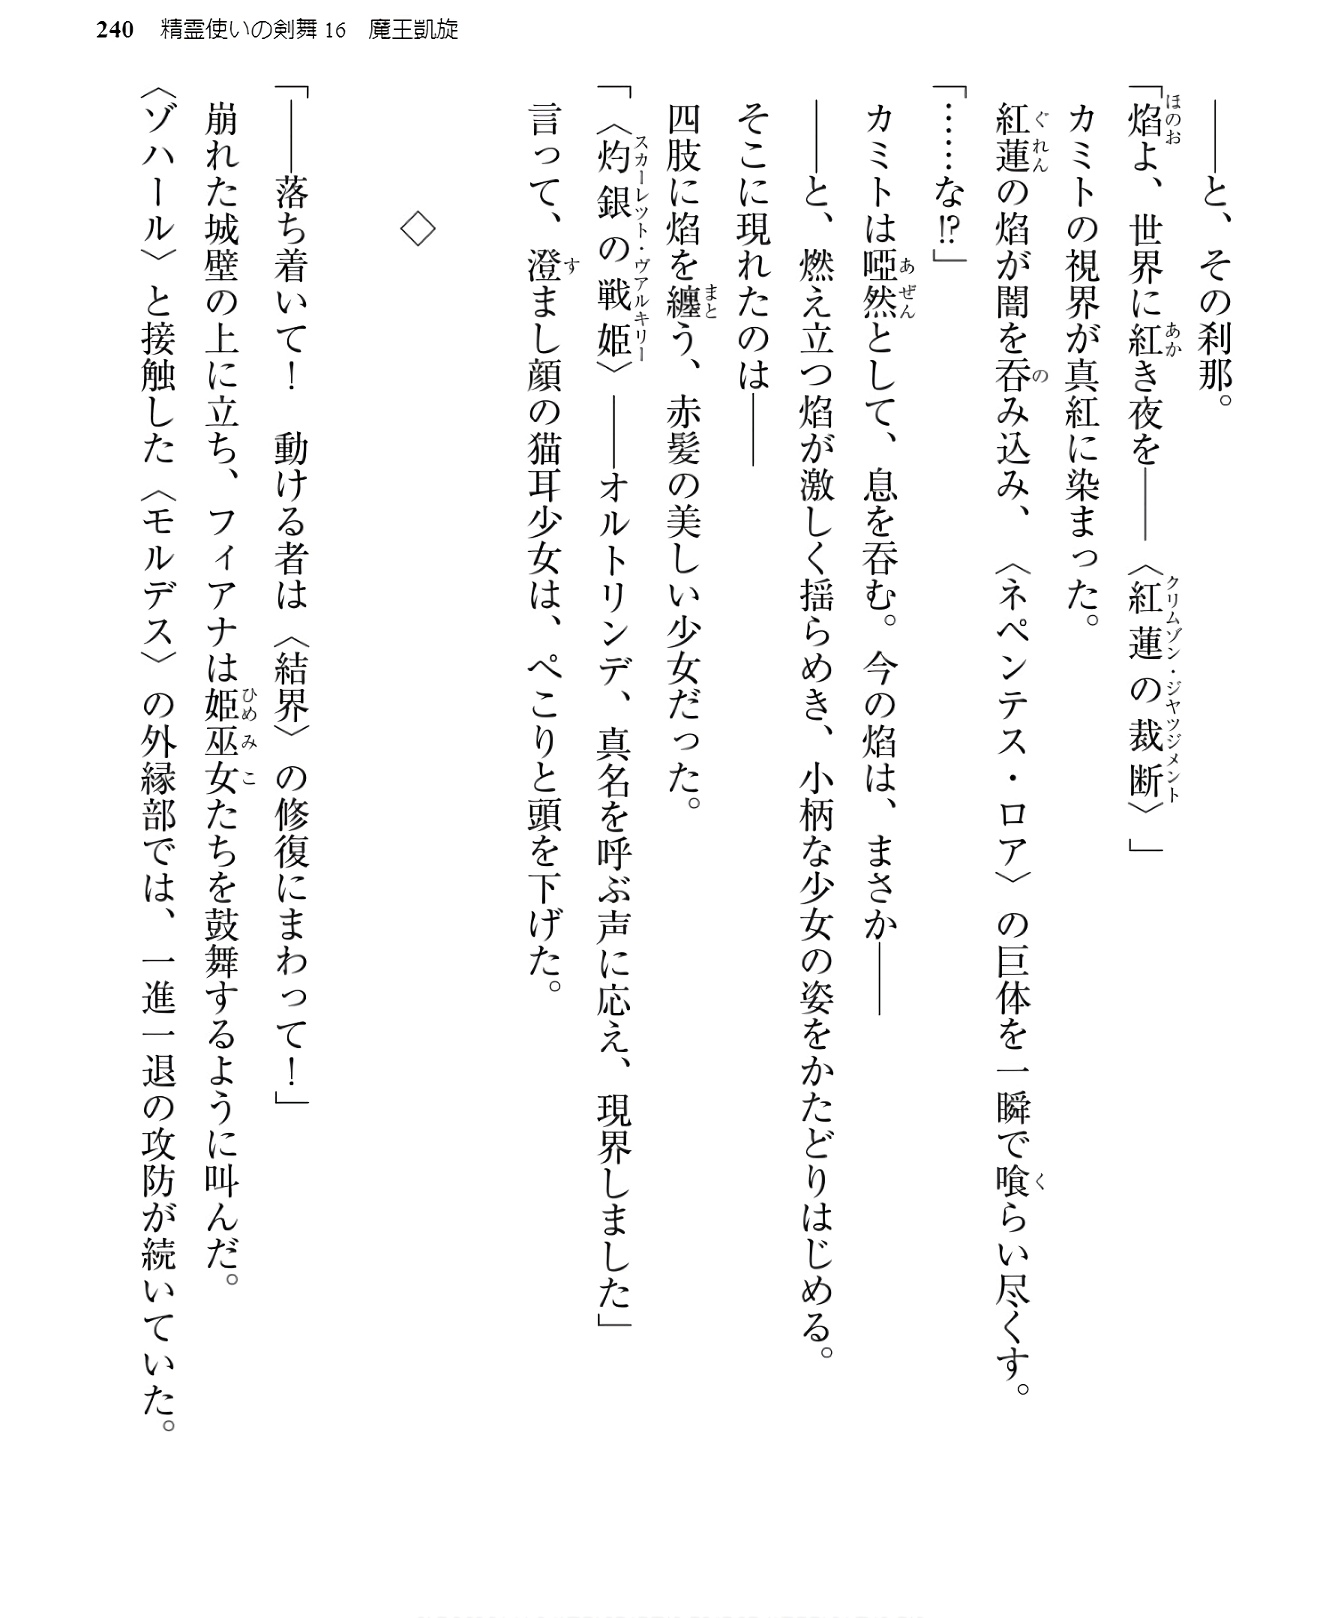 240　精霊使いの剣舞 16　魔王凱旋
　――と、その刹那。
「焰よ、世界に紅き夜を――〈紅蓮の裁断〉」
　カミトの視界が真紅に染まった。
　紅蓮の焰が闇を吞み込み、〈ネペンテス・ロア〉の巨体を一瞬で喰らい尽くす。
「……な!?」
　カミトは啞然として、息を吞む。今の焰は、まさか――
　――と、燃え立つ焰が激しく揺らめき、小柄な少女の姿をかたどりはじめる。
　そこに現れたのは――
　四肢に焰を纏う、赤髪の美しい少女だった。
「〈灼銀の戦姫〉――オルトリンデ、真名を呼ぶ声に応え、現界しました」
　言って、澄まし顔の猫耳少女は、ぺこりと頭を下げた。
◇
「――落ち着いて！　動ける者は〈結界〉の修復にまわって！」
　崩れた城壁の上に立ち、フィアナは姫巫女たちを鼓舞するように叫んだ。
〈ゾハール〉と接触した〈モルデス〉の外縁部では、一進一退の攻防が続いていた。